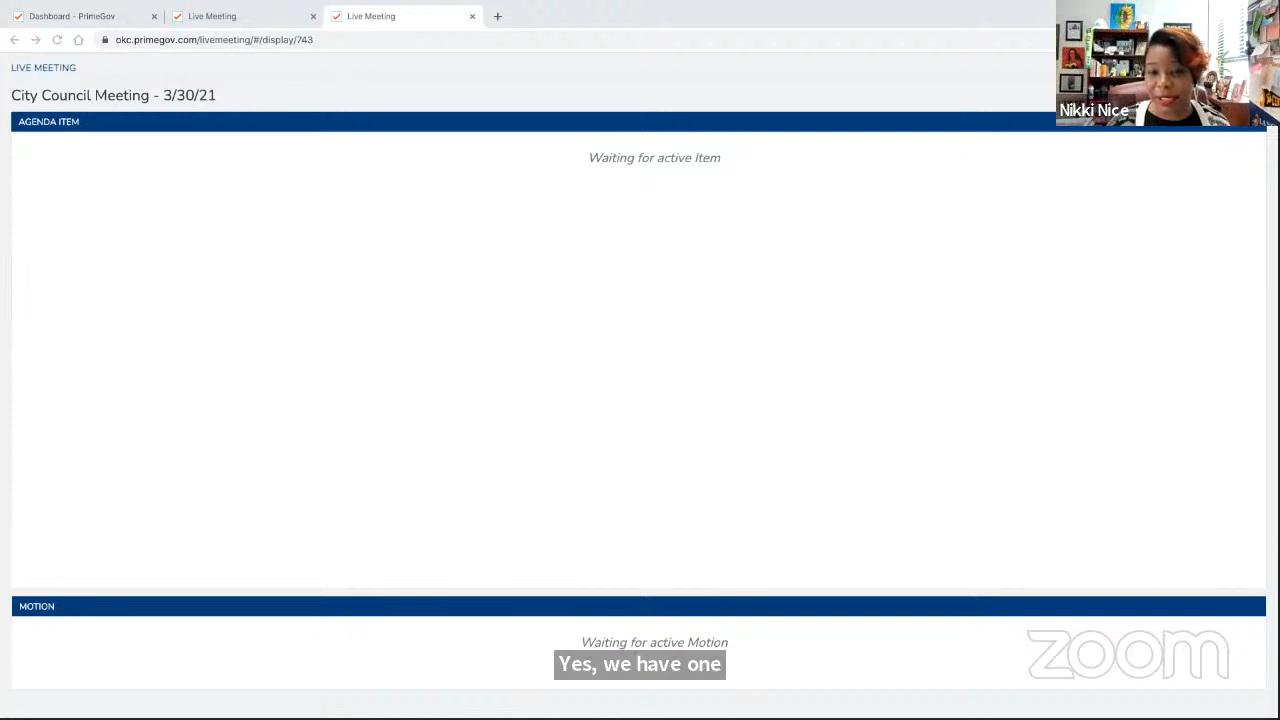 Dashboard - PrimeGov
Live Meeting
Live Meeting
okc.primegov.com/livemeeting/#/display/743
LIVE MEETING
City Council Meeting - 3/30/21
Nikki Nice
AGENDA ITEM
Waiting for active Item
MOTION
Waiting for active Motion
Yes, we have one
zoom